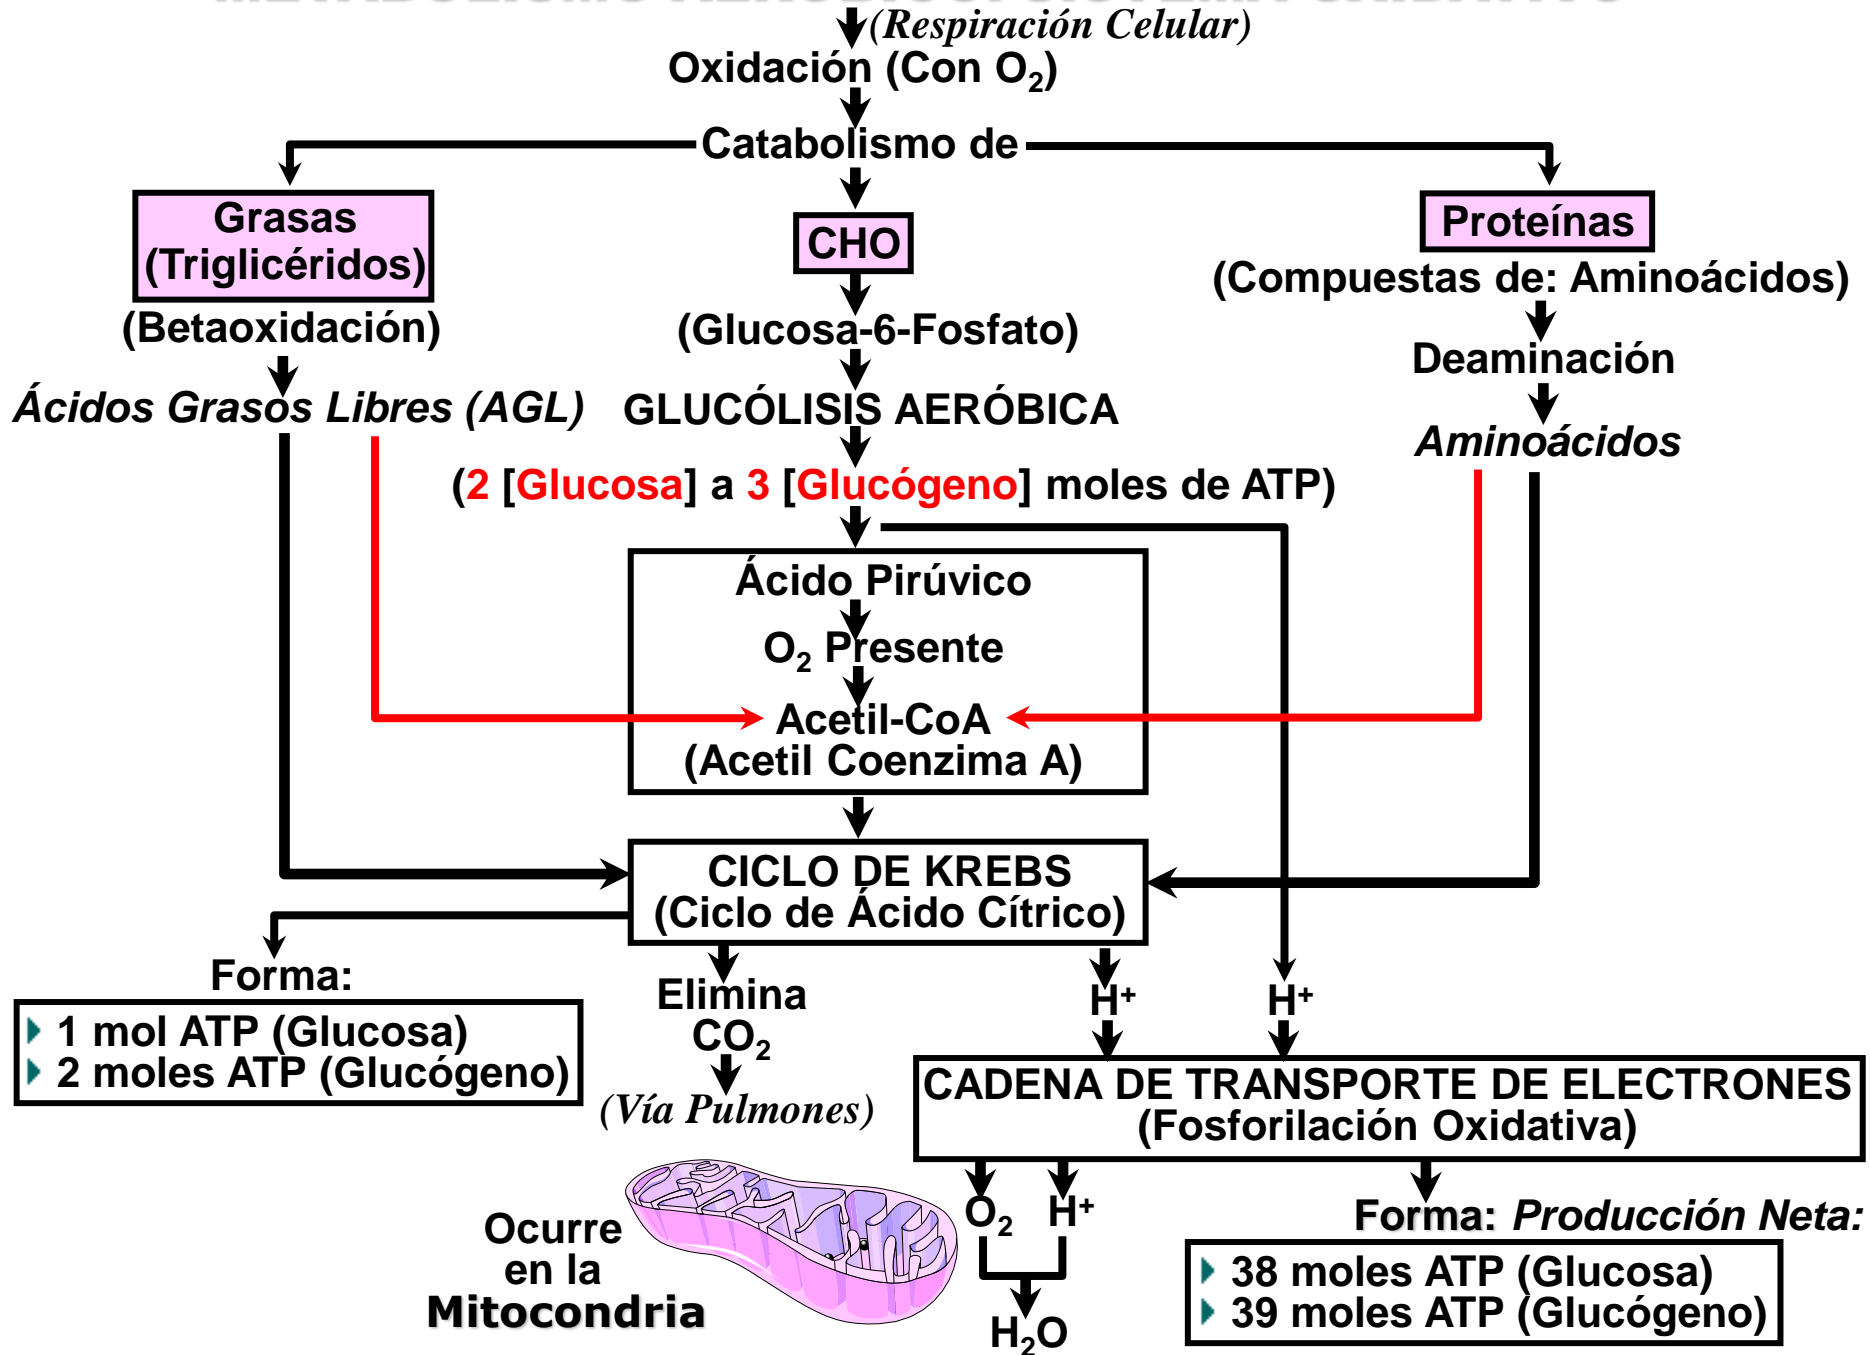 (Respiración Celular)
Oxidación (Con O₂)
Catabolismo de
Grasas
(Triglicéridos)
(Betaoxidación)
Ácidos Grasos Libres (AGL)
CHO
(Glucosa-6-Fosfato)
GLUCÓLISIS AERÓBICA
(2 [Glucosa] a 3 [Glucógeno] moles de ATP)
Proteínas
(Compuestas de: Aminoácidos)
Deaminación
Aminoácidos
Ácido Pirúvico
O₂ Presente
Acetil-CoA
(Acetil Coenzima A)
CICLO DE KREBS
(Ciclo de Ácido Cítrico)
Forma:
1 mol ATP (Glucosa)
2 moles ATP (Glucógeno)
Elimina
CO₂
(Vía Pulmones)
H⁺
H⁺
CADENA DE TRANSPORTE DE ELECTRONES
(Fosforilación Oxidativa)
O₂ H⁺
H₂O
Forma: Producción Neta:
38 moles ATP (Glucosa)
39 moles ATP (Glucógeno)
Ocurre
en la
Mitocondria